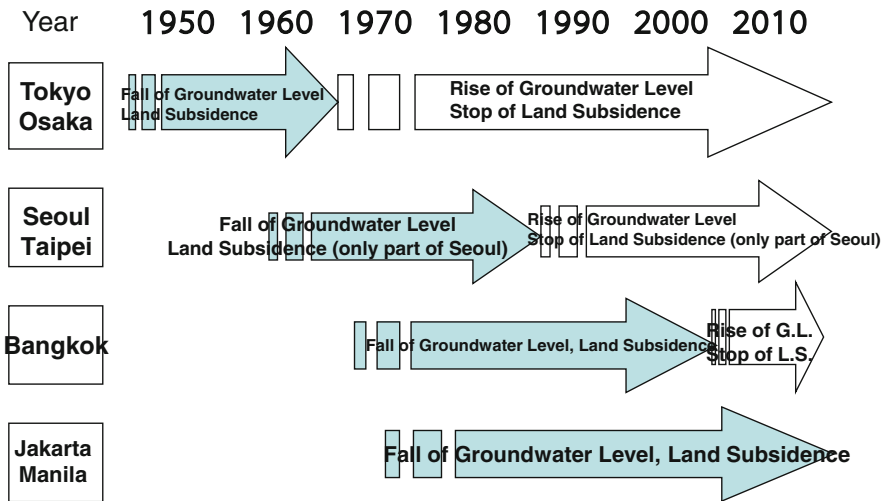 Year 1950 1960 1970 1980 1990 2000 2010
Tokyo
Osaka
Fall of Groundwater Level
Land Subsidence
Rise of Groundwater Level
Stop of Land Subsidence
Seoul
Taipei
Fall of Groundwater Level
Land Subsidence (only part of Seoul)
Rise of Groundwater Level
Stop of Land Subsidence (only part of Seoul)
Bangkok
Fall of Groundwater Level, Land Subsidence
Rise of G.L.
Stop of L.S.
Jakarta
Manila
Fall of Groundwater Level, Land Subsidence